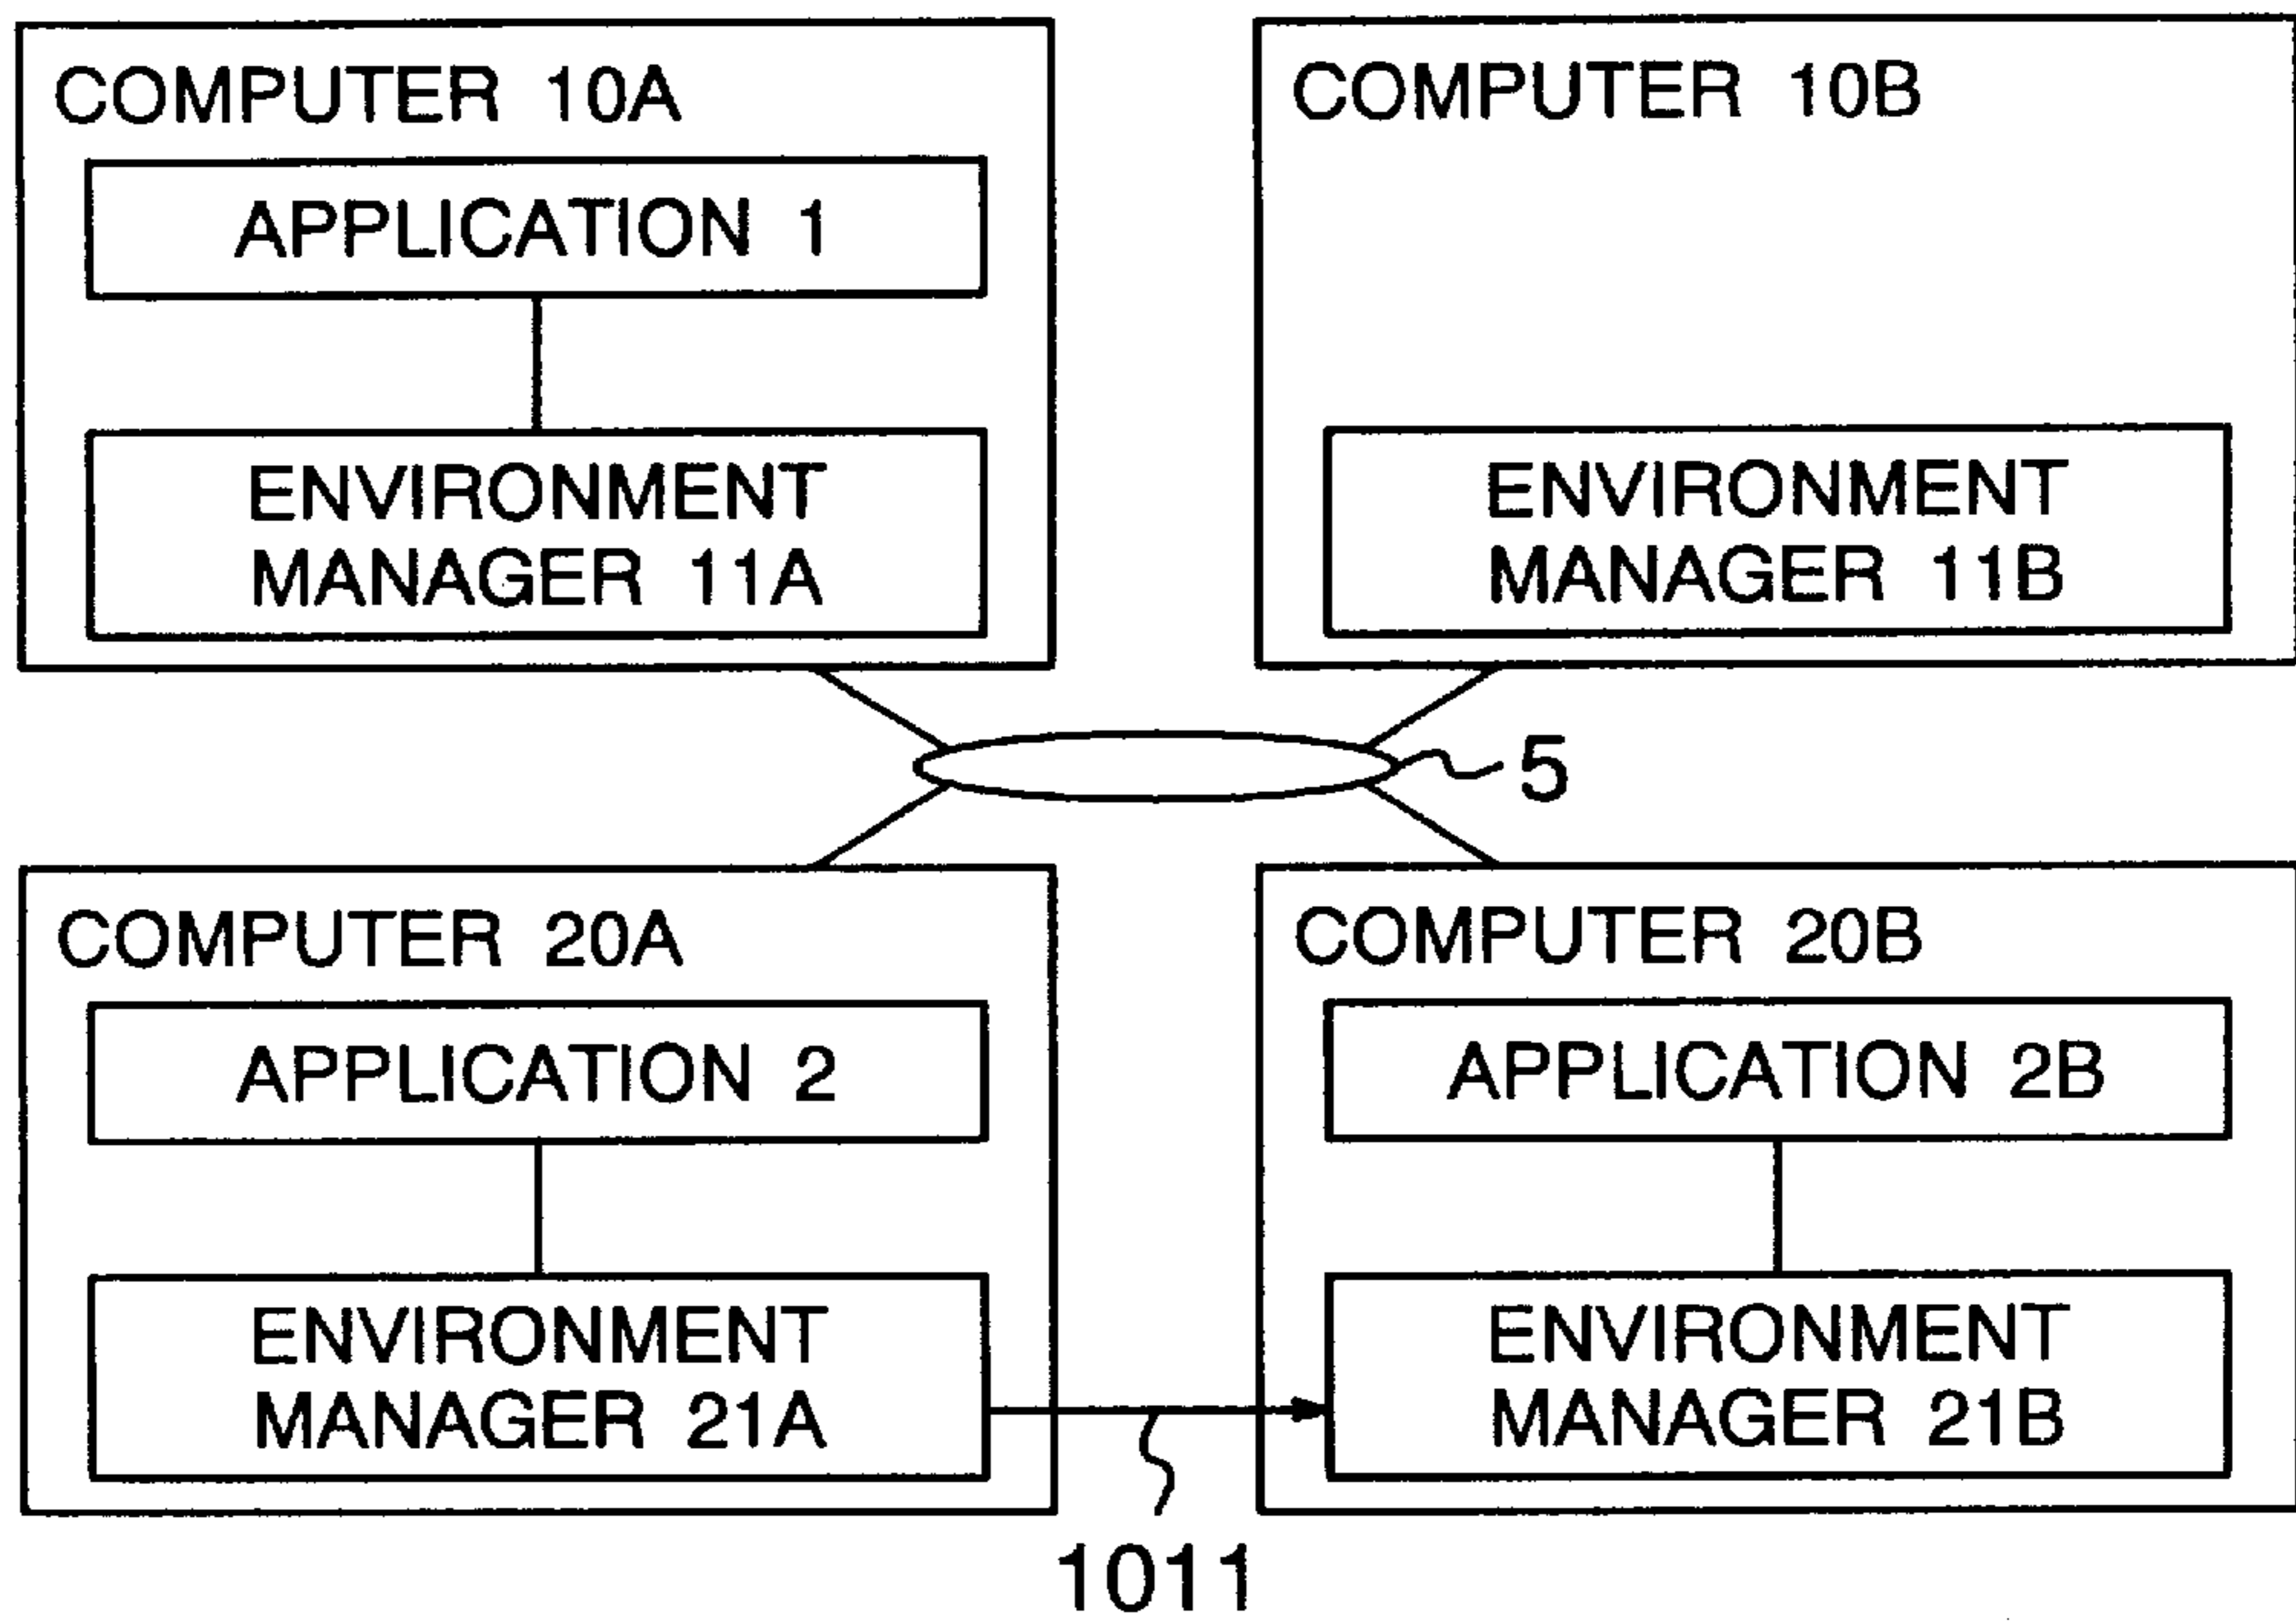 COMPUTER 10A
APPLICATION 1
ENVIRONMENT
MANAGER 11A
COMPUTER 10B
ENVIRONMENT
MANAGER 11B
5
COMPUTER 20A
APPLICATION 2
ENVIRONMENT
MANAGER 21A
COMPUTER 20B
APPLICATION 2B
ENVIRONMENT
MANAGER 21B
1011